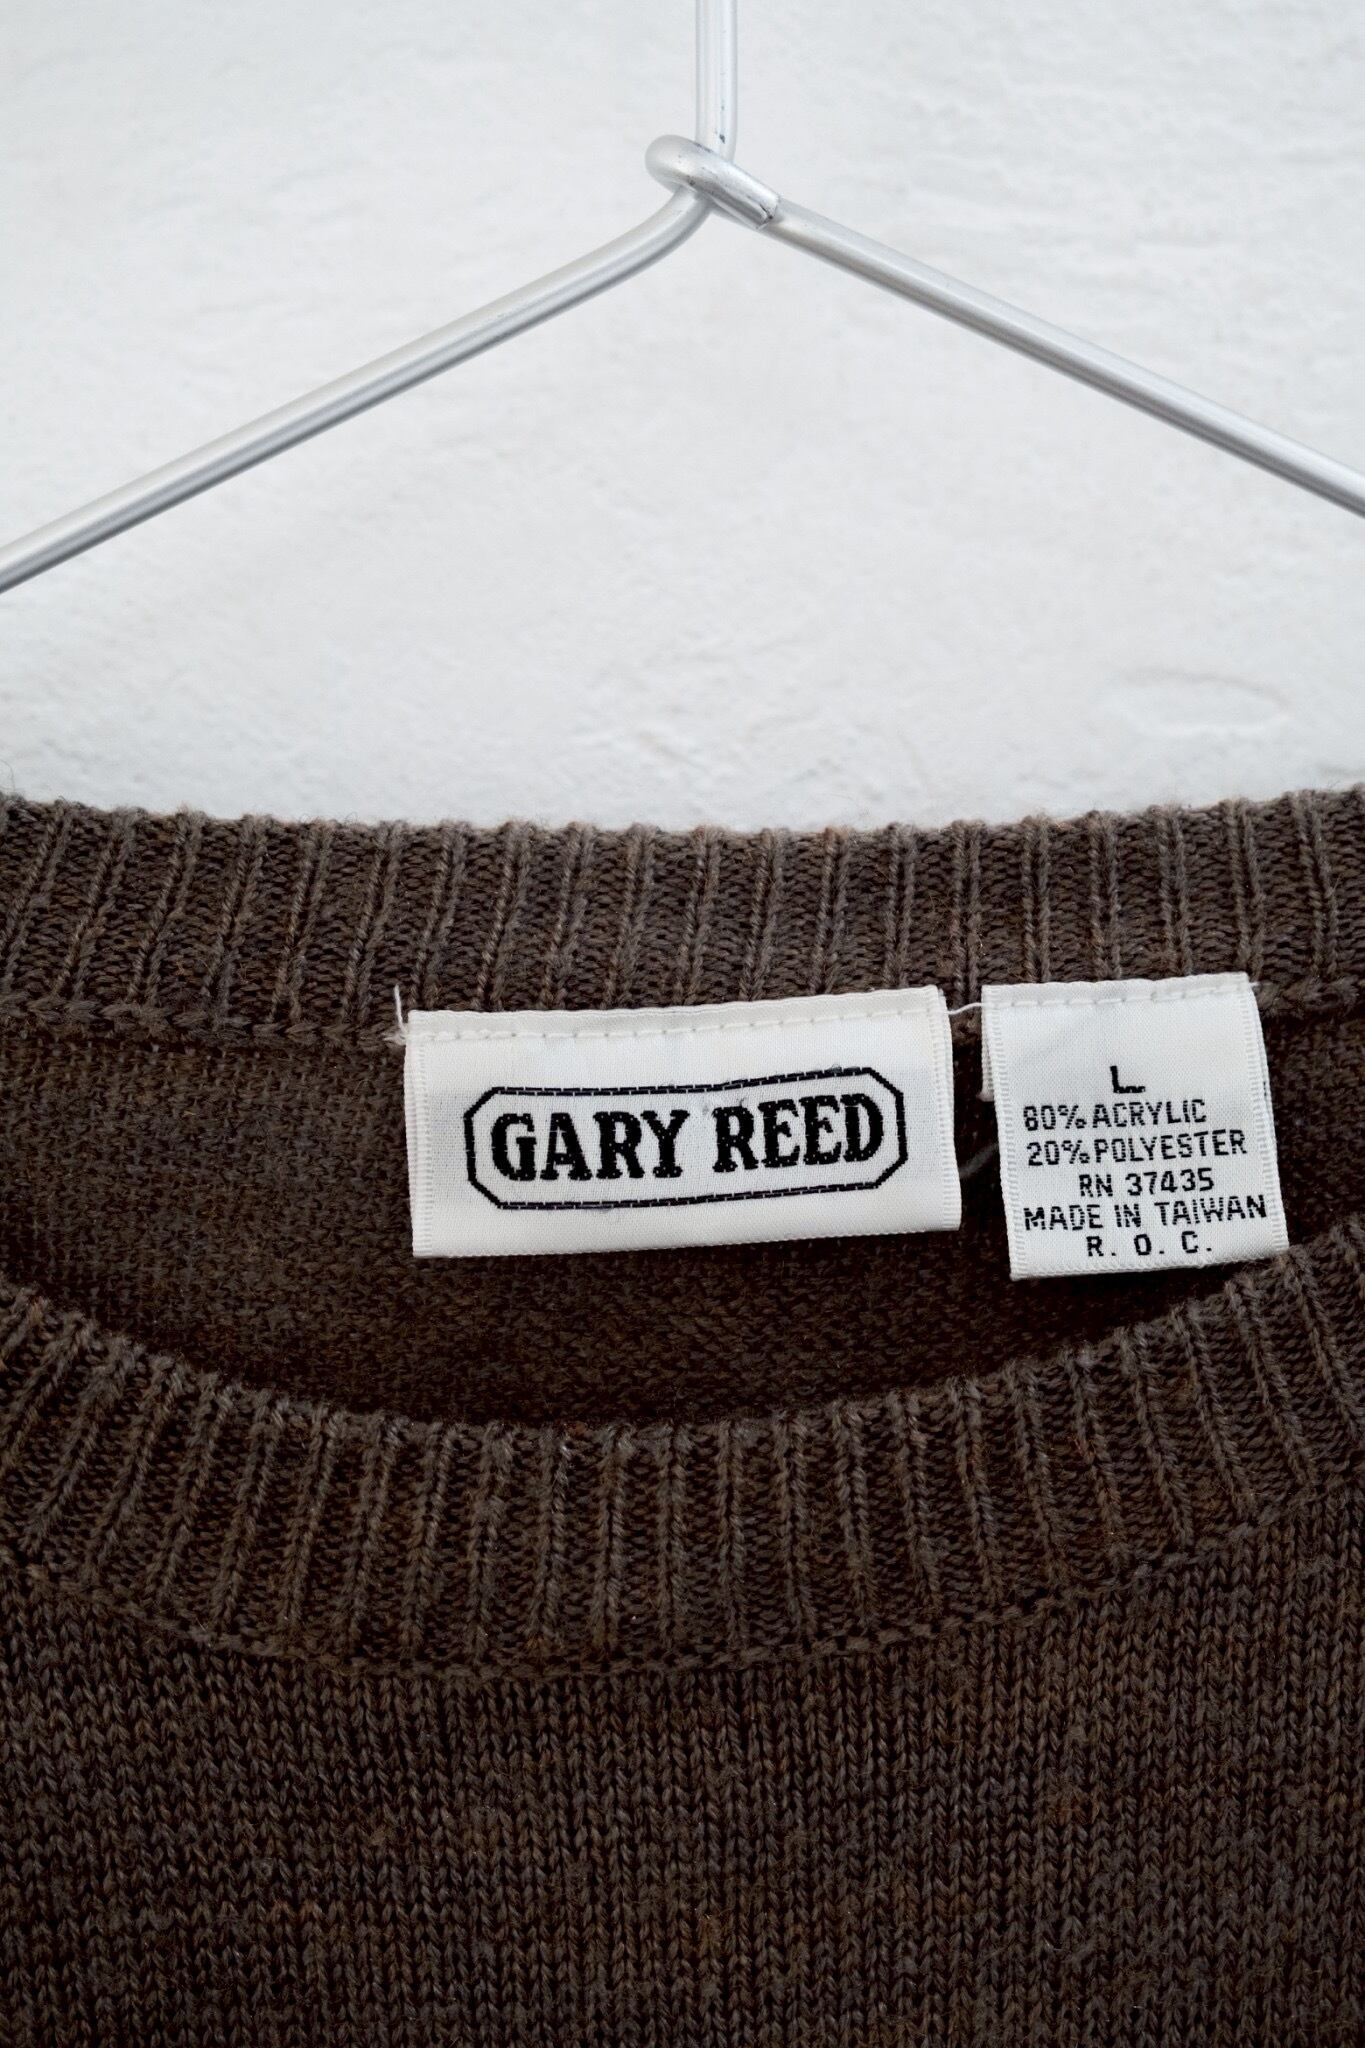 GARY REED
L
80% ACRYLIC
20% POLYESTER
RN 37435
MADE IN TAIWAN
R. O. C.